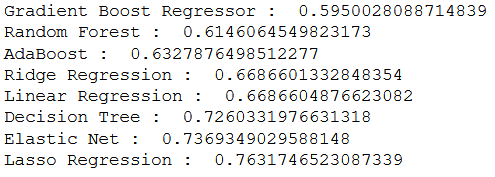 Gradient Boost Regressor :  0.5950028088714839
Random Forest :  0.6146064549823173
AdaBoost :  0.6327876498512277
Ridge Regression :  0.6686601332848354
Linear Regression :  0.6686604876623082
Decision Tree :  0.7260331976631318
Elastic Net :  0.7369349029588148
Lasso Regression :  0.7631746523087339